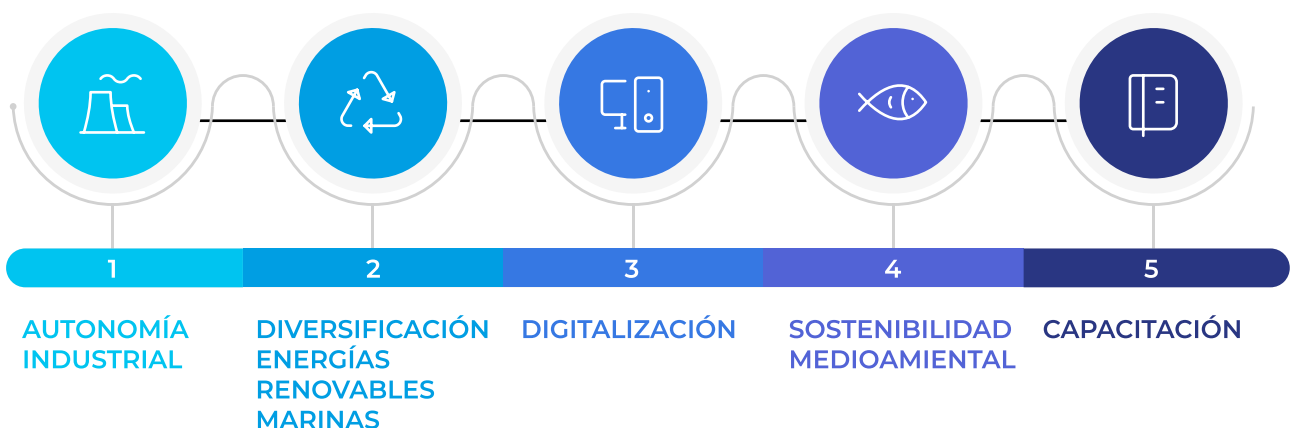 1
2
3
4
5
AUTONOMÍA
INDUSTRIAL
DIVERSIFICACIÓN
ENERGÍAS
RENOVABLES
MARINAS
DIGITALIZACIÓN
SOSTENIBILIDAD
MEDIOAMIENTAL
CAPACITACIÓN